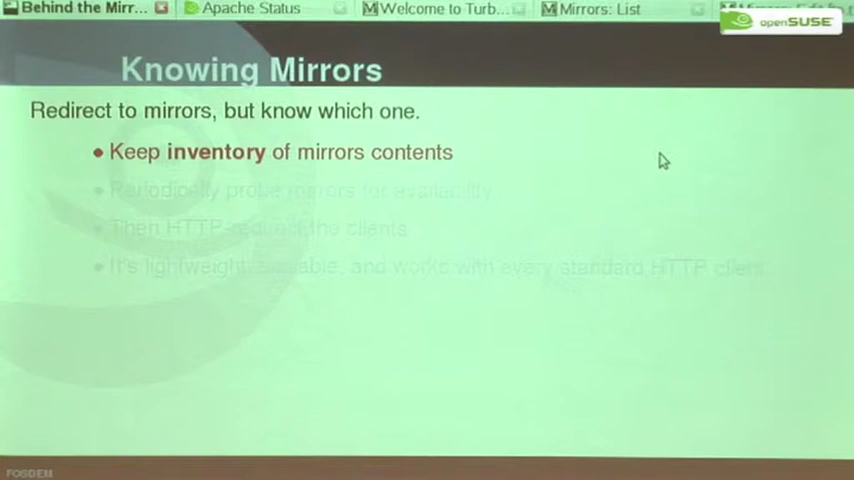 Behind the Mirr...
Apache Status
Welcome to Turb...
Mirrors: List
openSUSE
Knowing Mirrors
Redirect to mirrors, but know which one.
• Keep inventory of mirrors contents
• Periodically probe mirrors for availability
• Then HTTP-redirect the clients
• It's lightweight, scalable, and works with every standard HTTP client
FOSDEM